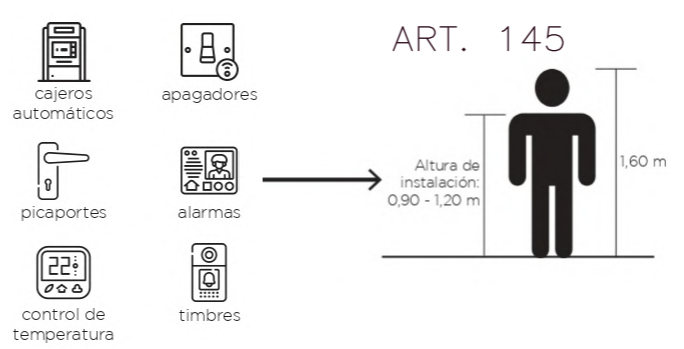 ART. 145
cajeros
automáticos
apagadores
picaportes
alarmas
22°
control de
temperatura
timbres
Altura de
instalación:
0,90 - 1,20 m
1,60 m